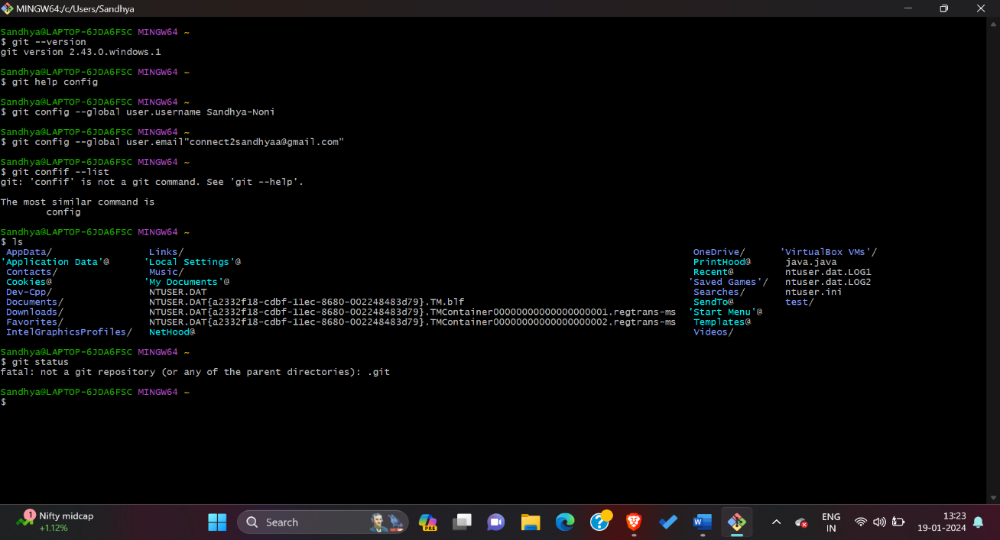 MINGW64:/c/Users/Sandhya
Sandhya@LAPTOP-6JDA6FSC MINGW64 ~
$ git --version
git version 2.43.0.windows.1
Sandhya@LAPTOP-6JDA6FSC MINGW64 ~
$ git help config
Sandhya@LAPTOP-6JDA6FSC MINGW64 ~
$ git config --global user.username Sandhya-Noni
Sandhya@LAPTOP-6JDA6FSC MINGW64 ~
$ git config --global user.email"connect2sandhyaa@gmail.com"
Sandhya@LAPTOP-6JDA6FSC MINGW64 ~
$ git confif --list
git: 'confif' is not a git command. See 'git --help'.
The most similar command is
config
Sandhya@LAPTOP-6JDA6FSC MINGW64 ~
$ ls
AppData/ Links/ OneDrive/ 'VirtualBox VMs'/
'Application Data'@ 'Local Settings'@ PrintHood@ java.java
Contacts/ Music/ Recent@ ntuser.dat.LOG1
Cookies@ 'My Documents'@ 'Saved Games'/ ntuser.dat.LOG2
Dev-Cpp/ NTUSER.DAT Searches/ ntuser.ini
Documents/ NTUSER.DAT{a2332f18-cdbf-11ec-8680-002248483d79}.TM.blf SendTo@ test/
Downloads/ NTUSER.DAT{a2332f18-cdbf-11ec-8680-002248483d79}.TMContainer00000000000000000001.regtrans-ms 'Start Menu'@
Favorites/ NTUSER.DAT{a2332f18-cdbf-11ec-8680-002248483d79}.TMContainer00000000000000000002.regtrans-ms Templates@
IntelGraphicsProfiles/ NetHood@ Videos/
Sandhya@LAPTOP-6JDA6FSC MINGW64 ~
$ git status
fatal: not a git repository (or any of the parent directories): .git
Sandhya@LAPTOP-6JDA6FSC MINGW64 ~
$
1 Nifty midcap
+1.12%
Search
PRE
W
ENG
IN
13:23
19-01-2024